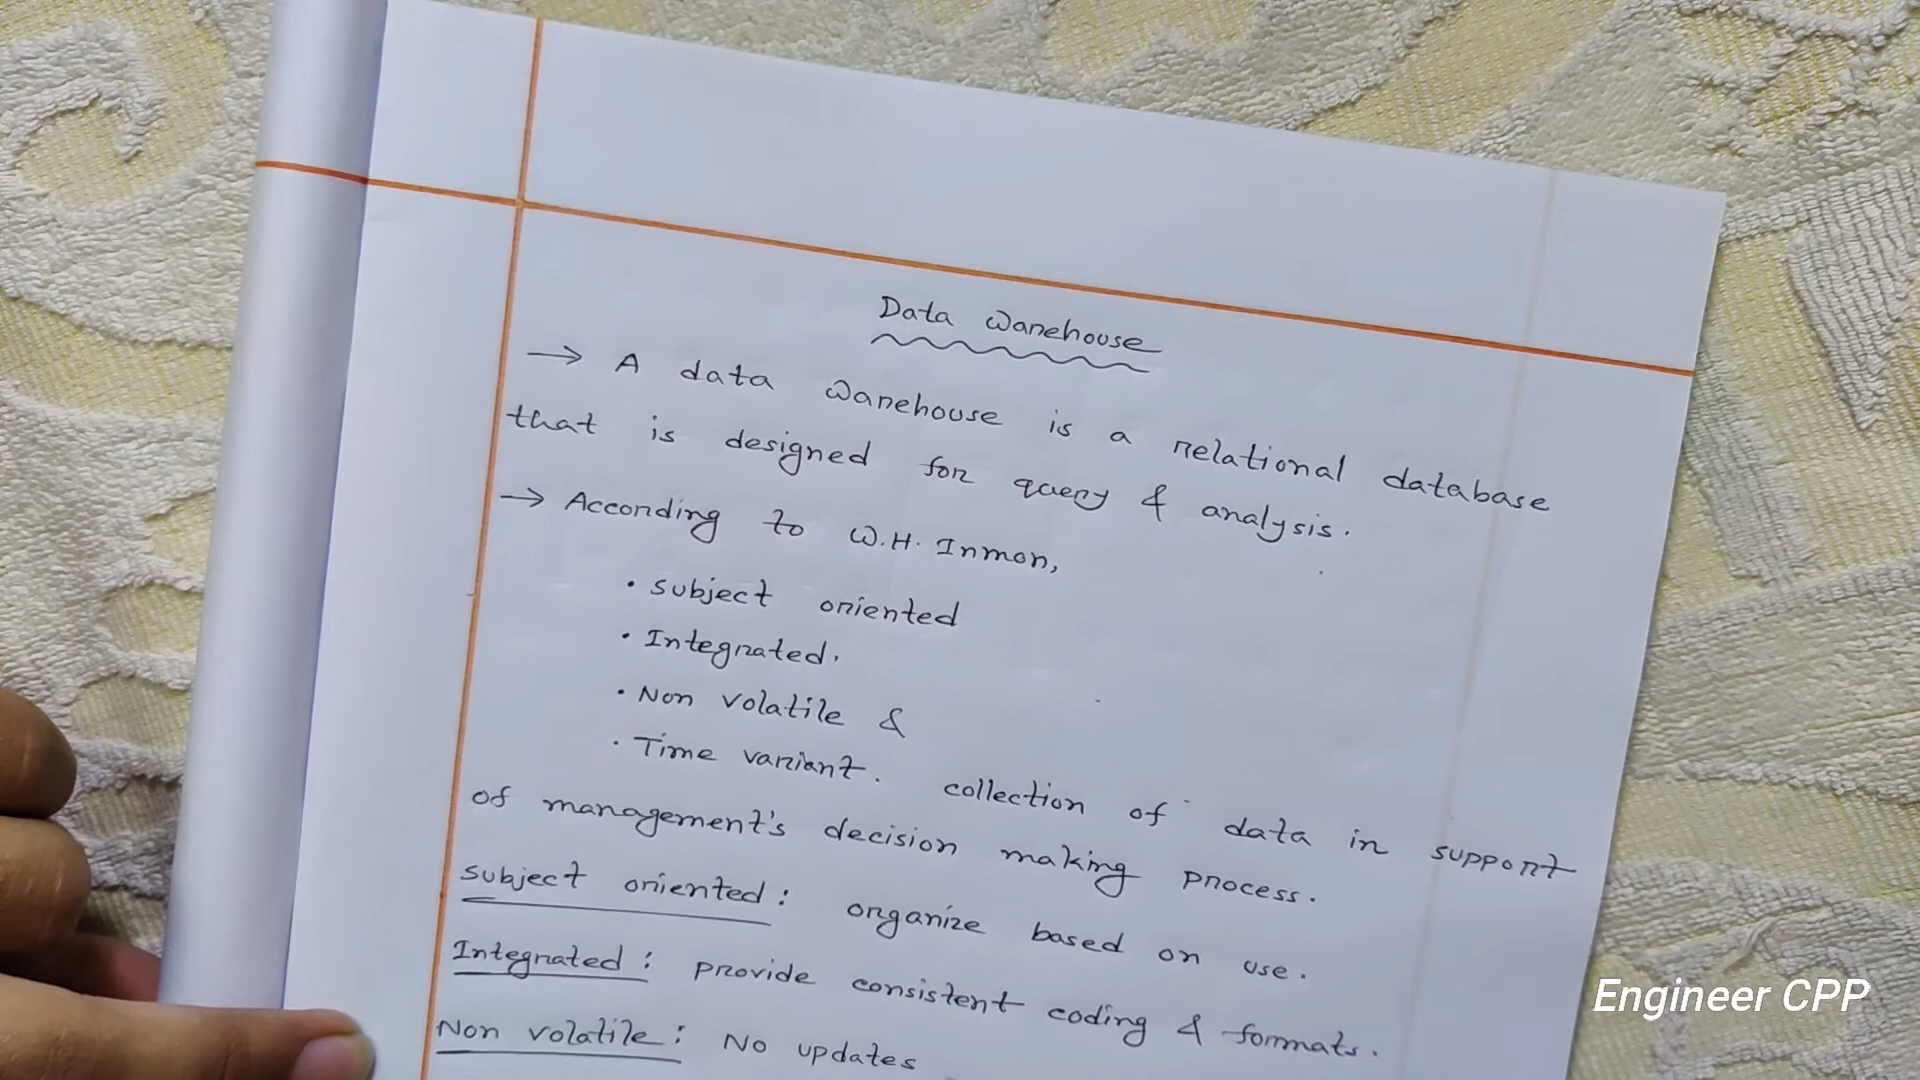 Data Warehouse
→ A data warehouse is a relational database
that is designed for query & analysis.
→ According to W.H. Inmon,
• subject oriented
• Integrated.
• Non volatile &
• Time variant. collection of data in support
of management's decision making process.
subject oriented: organize based on use.
Integrated: provide consistent coding & formats.
Non volatile: No updates
Engineer CPP